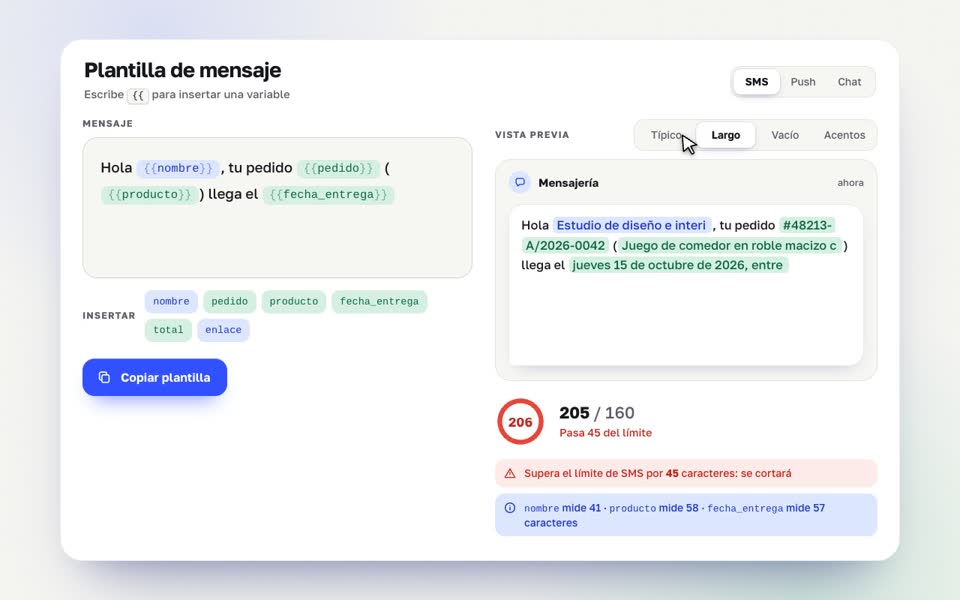 Plantilla de mensaje
Escribe {{ para insertar una variable
SMS Push Chat
MENSAJE
Hola {{nombre}} , tu pedido {{pedido}} (
{{producto}} ) llega el {{fecha_entrega}}
INSERTAR
nombre pedido producto fecha_entrega
total enlace
Copiar plantilla
VISTA PREVIA
Típico Largo Vacío Acentos
Mensajería
ahora
Hola Estudio de diseño e interi , tu pedido #48213-
A/2026-0042 ( Juego de comedor en roble macizo c )
llega el jueves 15 de octubre de 2026, entre
206
205 / 160
Pasa 45 del límite
Supera el límite de SMS por 45 caracteres: se cortará
nombre mide 41 · producto mide 58 · fecha_entrega mide 57
caracteres